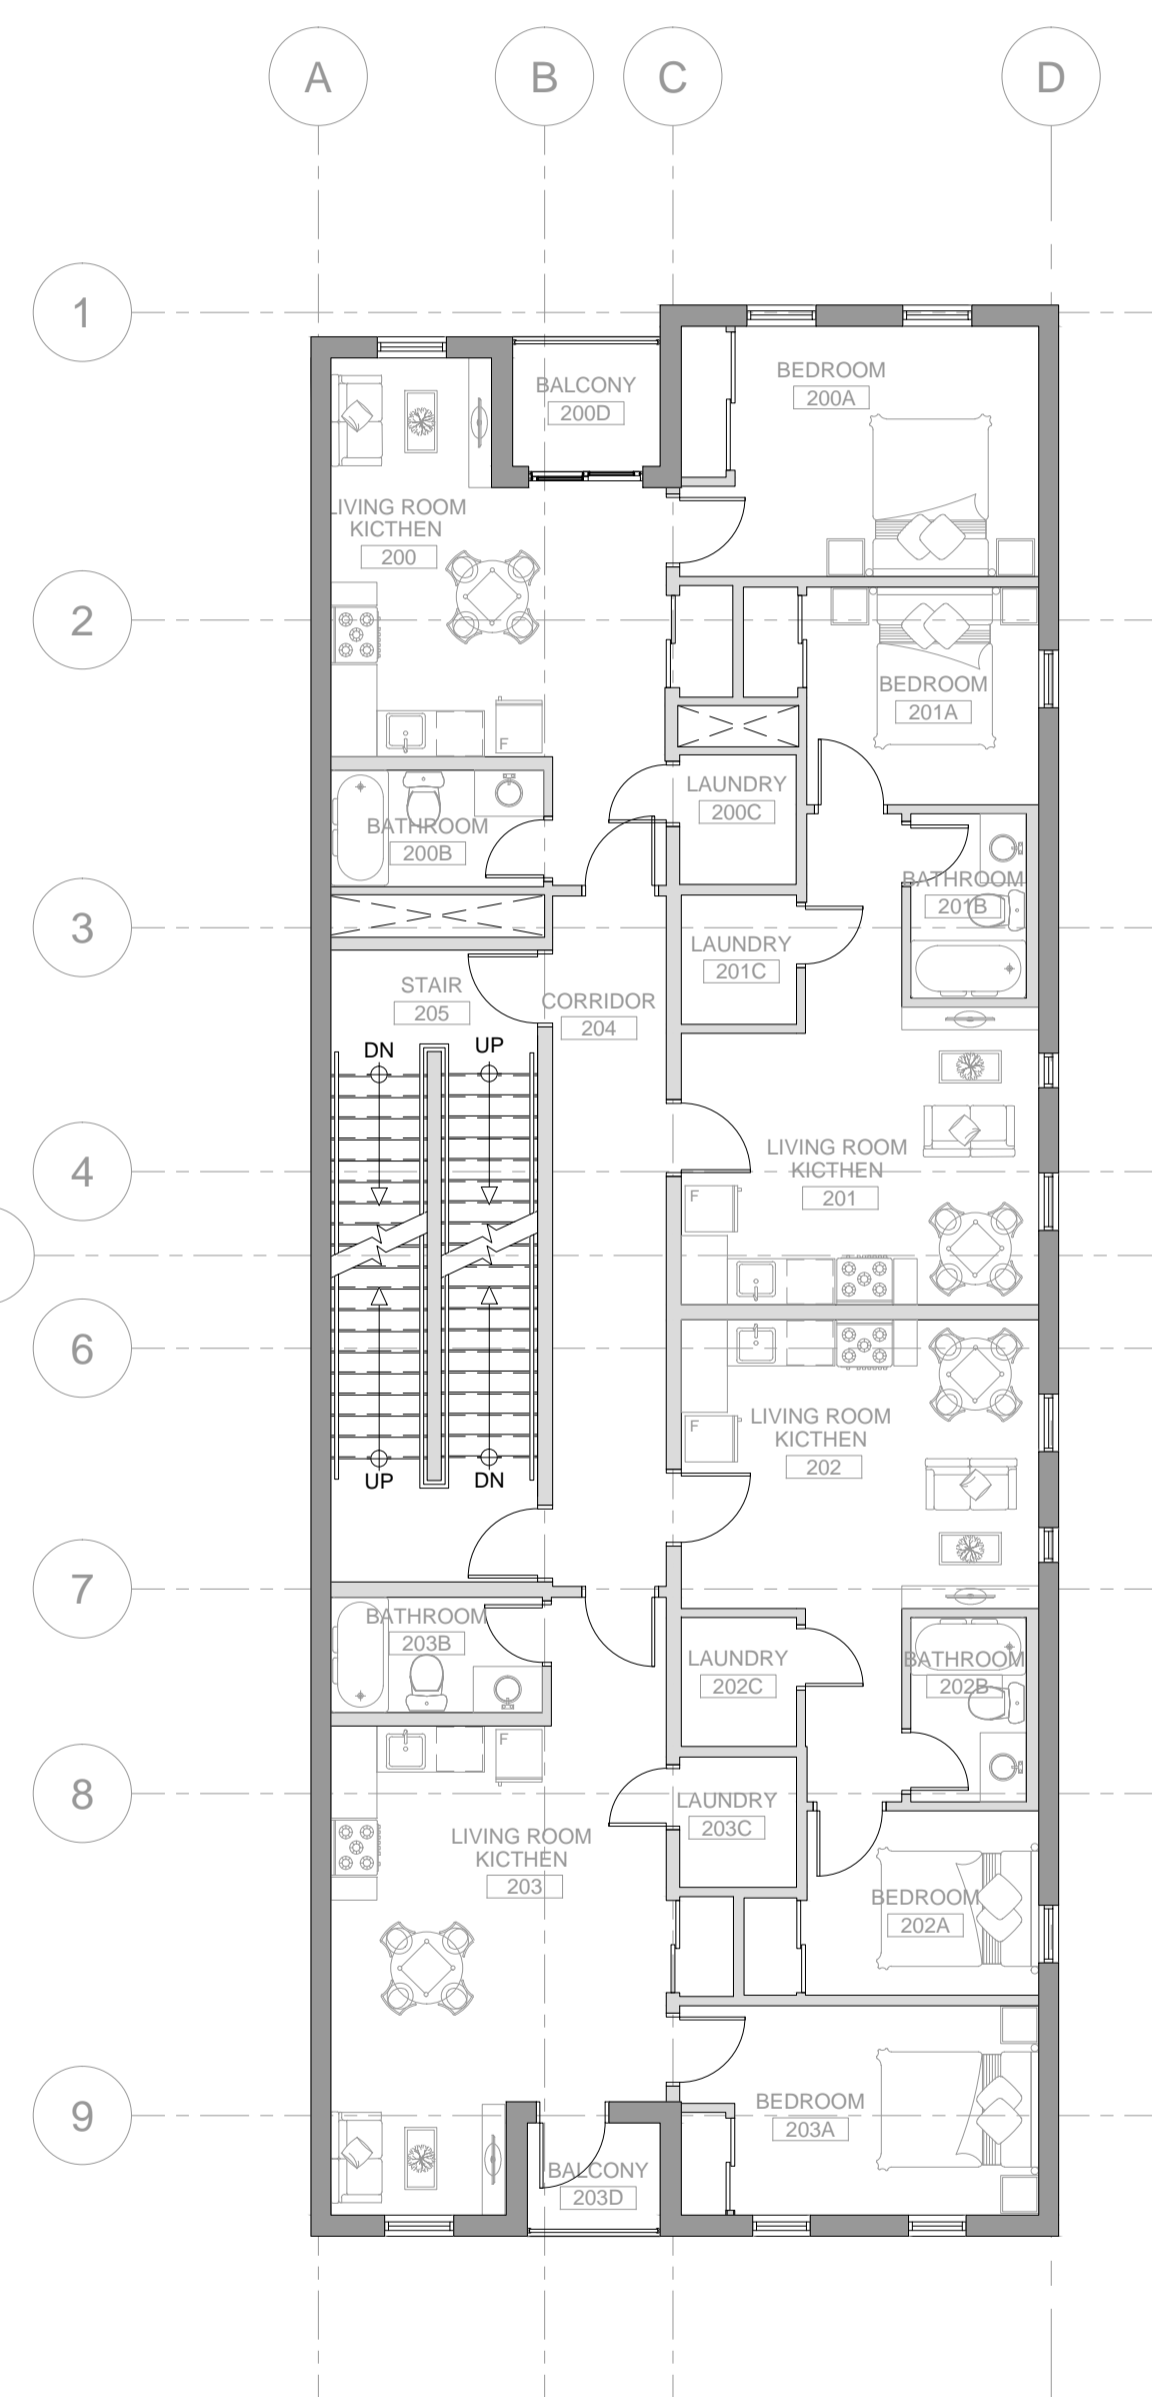 A
B
C
D
1
BEDROOM
200A
BALCONY
200D
LIVING ROOM
KICTHEN
200
2
BEDROOM
201A
F
LAUNDRY
200C
BATHROOM
200B
BATHROOM
201B
3
LAUNDRY
201C
STAIR
205
CORRIDOR
204
DN
UP
4
LIVING ROOM
KICTHEN
201
F
6
LIVING ROOM
KICTHEN
202
F
UP
DN
7
BATHROOM
203B
LAUNDRY
202C
BATHROOM
202B
F
8
LAUNDRY
203C
LIVING ROOM
KICTHEN
203
BEDROOM
202A
9
BEDROOM
203A
BALCONY
203D